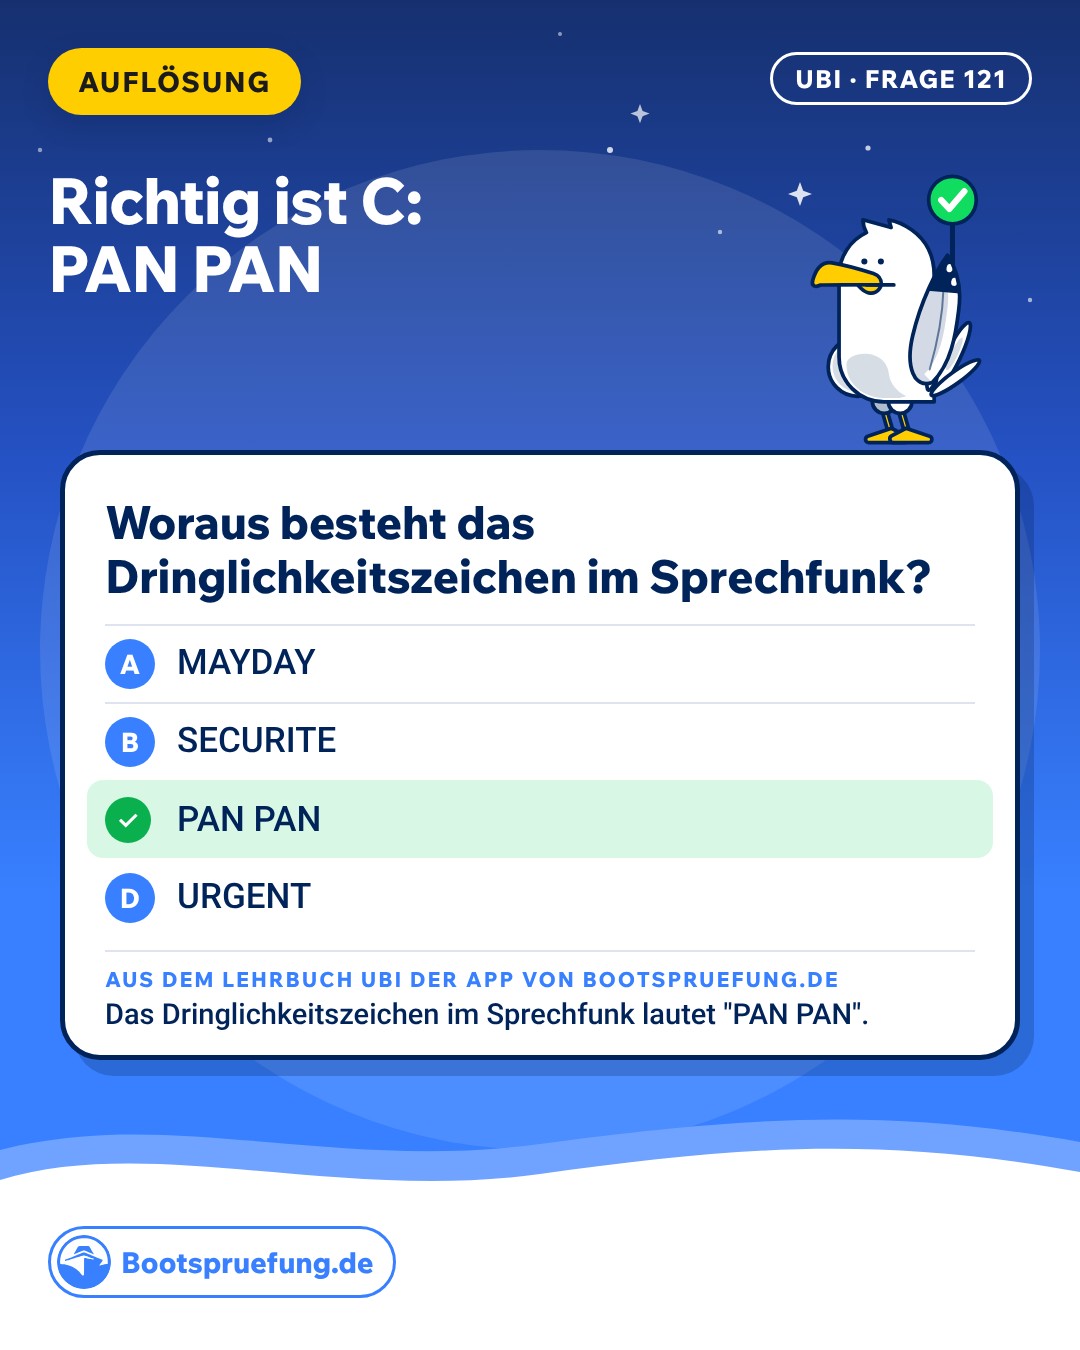 AUFLÖSUNG
UBI · FRAGE 121
Richtig ist C:
PAN PAN
Woraus besteht das
Dringlichkeitszeichen im Sprechfunk?
A MAYDAY
B SECURITE
PAN PAN
D URGENT
AUS DEM LEHRBUCH UBI DER APP VON BOOTSPRUEFUNG.DE
Das Dringlichkeitszeichen im Sprechfunk lautet "PAN PAN".
Bootspruefung.de